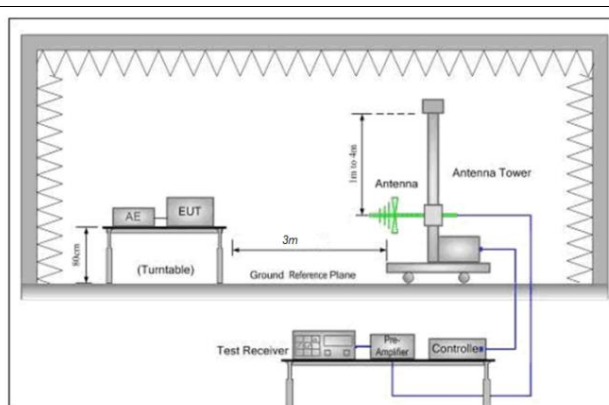 1m to 4m
Antenna
Antenna Tower
AE
EUT
80cm
(Turntable)
3m
Ground Reference Plane
Test Receiver
Pre-
Amplifier
Controller